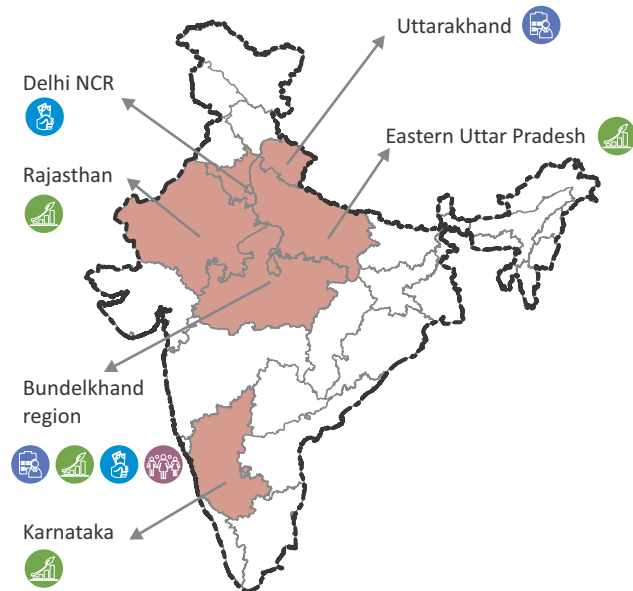 Uttarakhand
Delhi NCR
Eastern Uttar Pradesh
Rajasthan
Bundelkhand
region
Karnataka